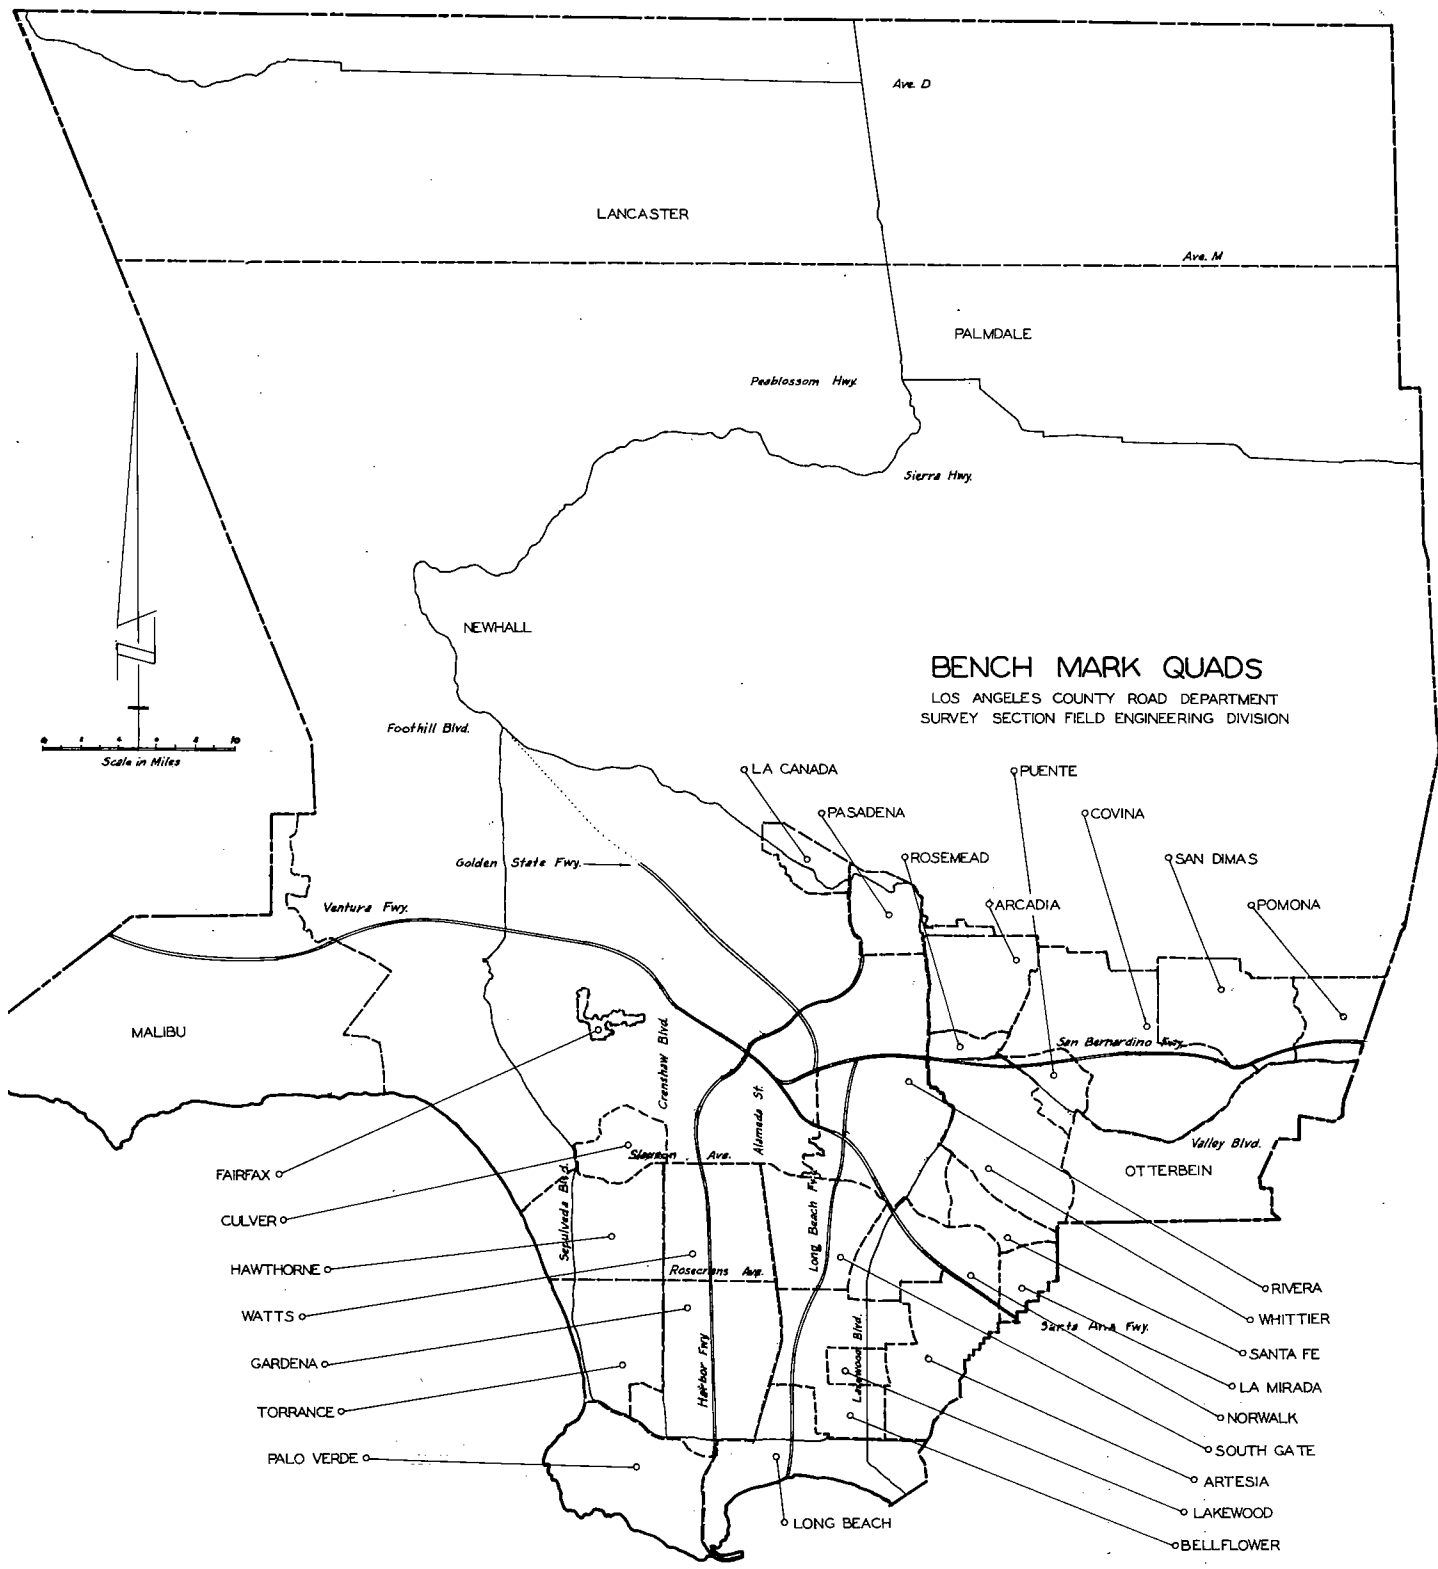 Ave. D
LANCASTER
Ave. M
PALMDALE
Peablossom Hwy.
Sierra Hwy.
NEWHALL
BENCH MARK QUADS
LOS ANGELES COUNTY ROAD DEPARTMENT
SURVEY SECTION FIELD ENGINEERING DIVISION
Foothill Blvd.
Scale in Miles
LA CANADA
PUENTE
PASADENA
COVINA
Golden State Fwy.
ROSEMEAD
SAN DIMAS
Ventura Fwy.
ARCADIA
POMONA
MALIBU
Crenshaw Blvd.
San Bernardino Fwy.
Alameda St.
Valley Blvd.
Slauson Ave.
OTTERBEIN
FAIRFAX
Sepulveda Blvd.
Long Beach Fwy.
CULVER
HAWTHORNE
Rosecrans Ave.
RIVERA
WATTS
WHITTIER
Santa Ana Fwy.
GARDENA
Harbor Fwy
Lakewood Blvd.
SANTA FE
LA MIRADA
TORRANCE
NORWALK
PALO VERDE
SOUTH GATE
ARTESIA
LAKEWOOD
LONG BEACH
BELLFLOWER